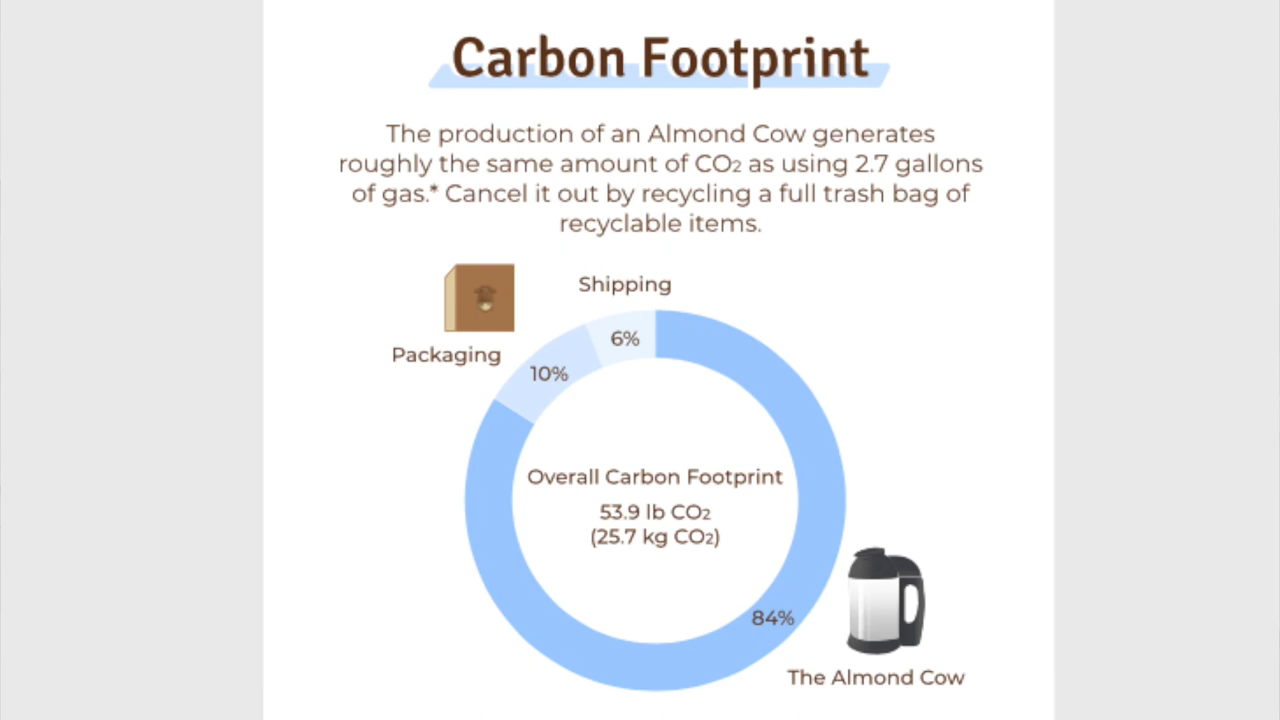 Carbon Footprint
The production of an Almond Cow generates
roughly the same amount of CO₂ as using 2.7 gallons
of gas.* Cancel it out by recycling a full trash bag of
recyclable items.
Shipping
6%
Packaging
10%
Overall Carbon Footprint
53.9 lb CO₂
(25.7 kg CO₂)
84%
The Almond Cow